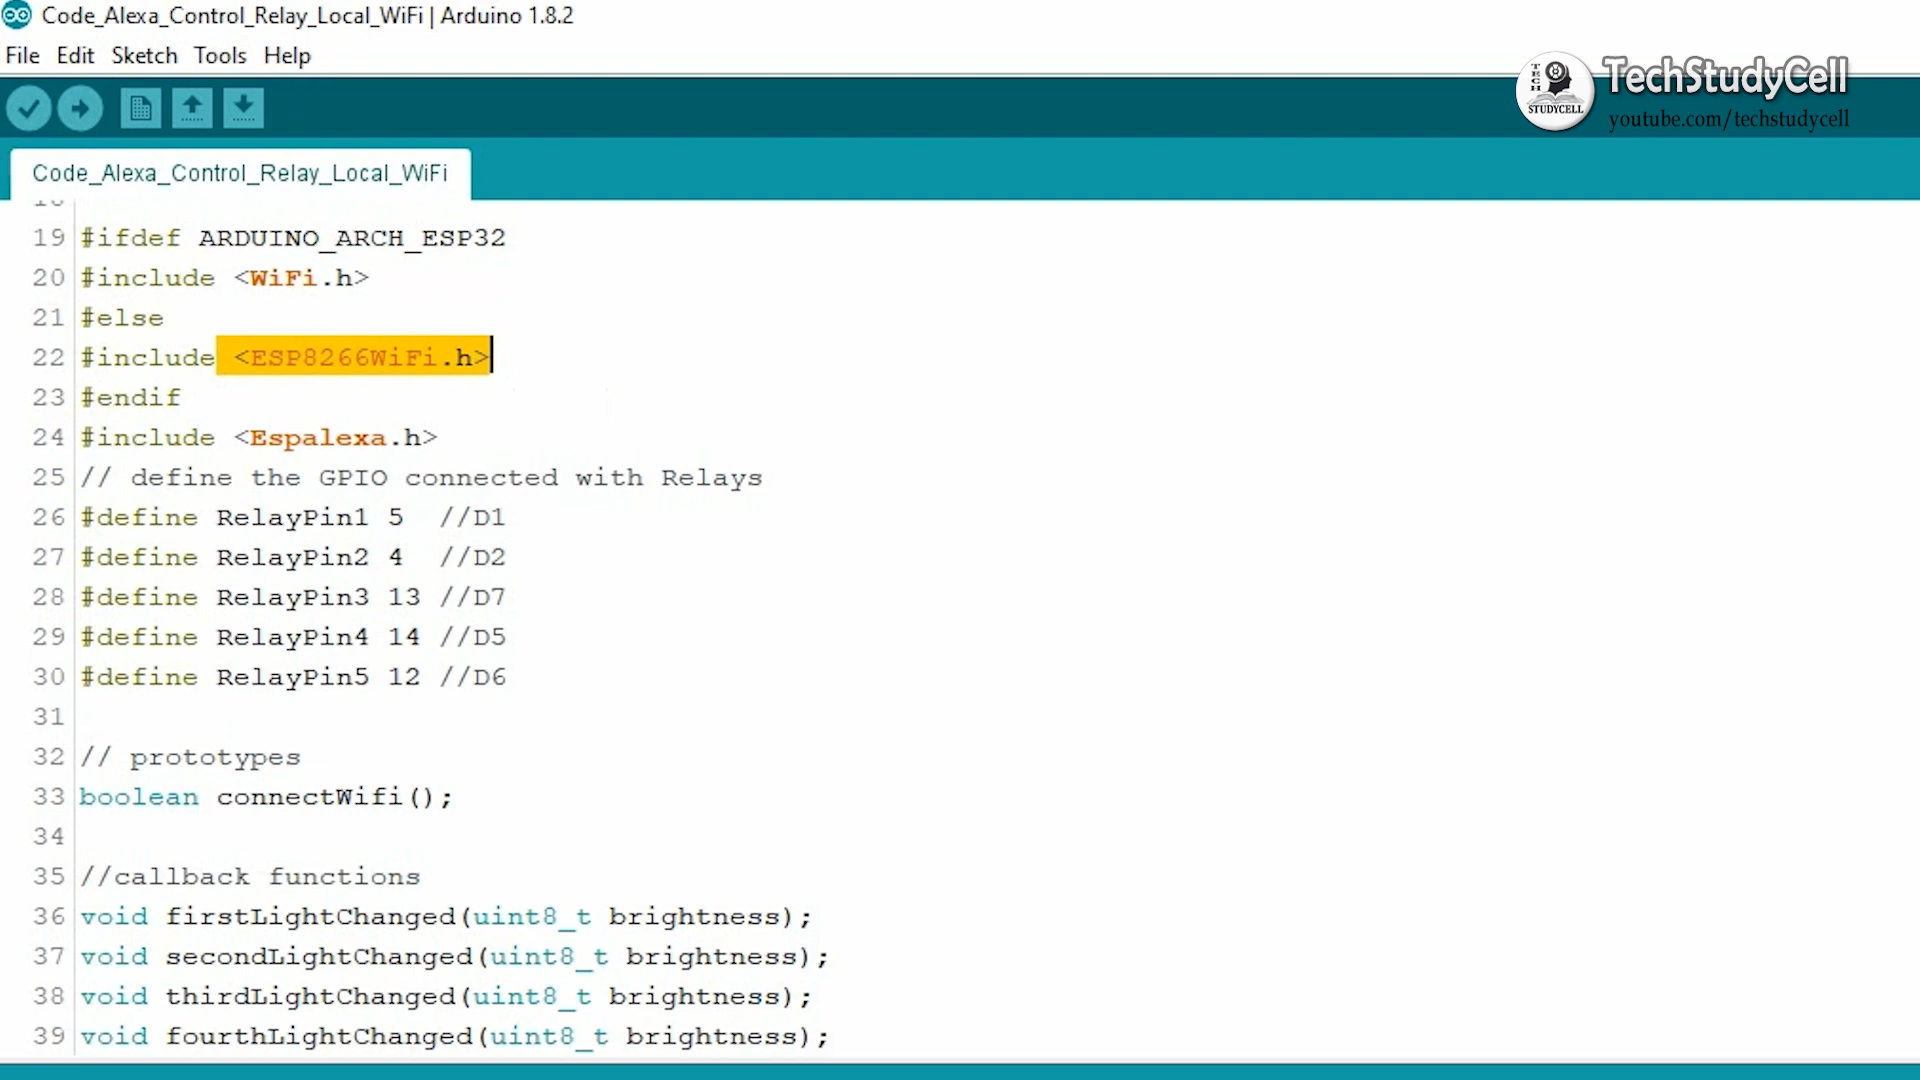 Code_Alexa_Control_Relay_Local_WiFi | Arduino 1.8.2
File Edit Sketch Tools Help
TECH
STUDYCELL
TechStudyCell
youtube.com/techstudycell
Code_Alexa_Control_Relay_Local_WiFi
18
19 #ifdef ARDUINO_ARCH_ESP32
20 #include <WiFi.h>
21 #else
22 #include <ESP8266WiFi.h>
23 #endif
24 #include <Espalexa.h>
25 // define the GPIO connected with Relays
26 #define RelayPin1 5  //D1
27 #define RelayPin2 4  //D2
28 #define RelayPin3 13 //D7
29 #define RelayPin4 14 //D5
30 #define RelayPin5 12 //D6
31
32 // prototypes
33 boolean connectWifi();
34
35 //callback functions
36 void firstLightChanged(uint8_t brightness);
37 void secondLightChanged(uint8_t brightness);
38 void thirdLightChanged(uint8_t brightness);
39 void fourthLightChanged(uint8_t brightness);